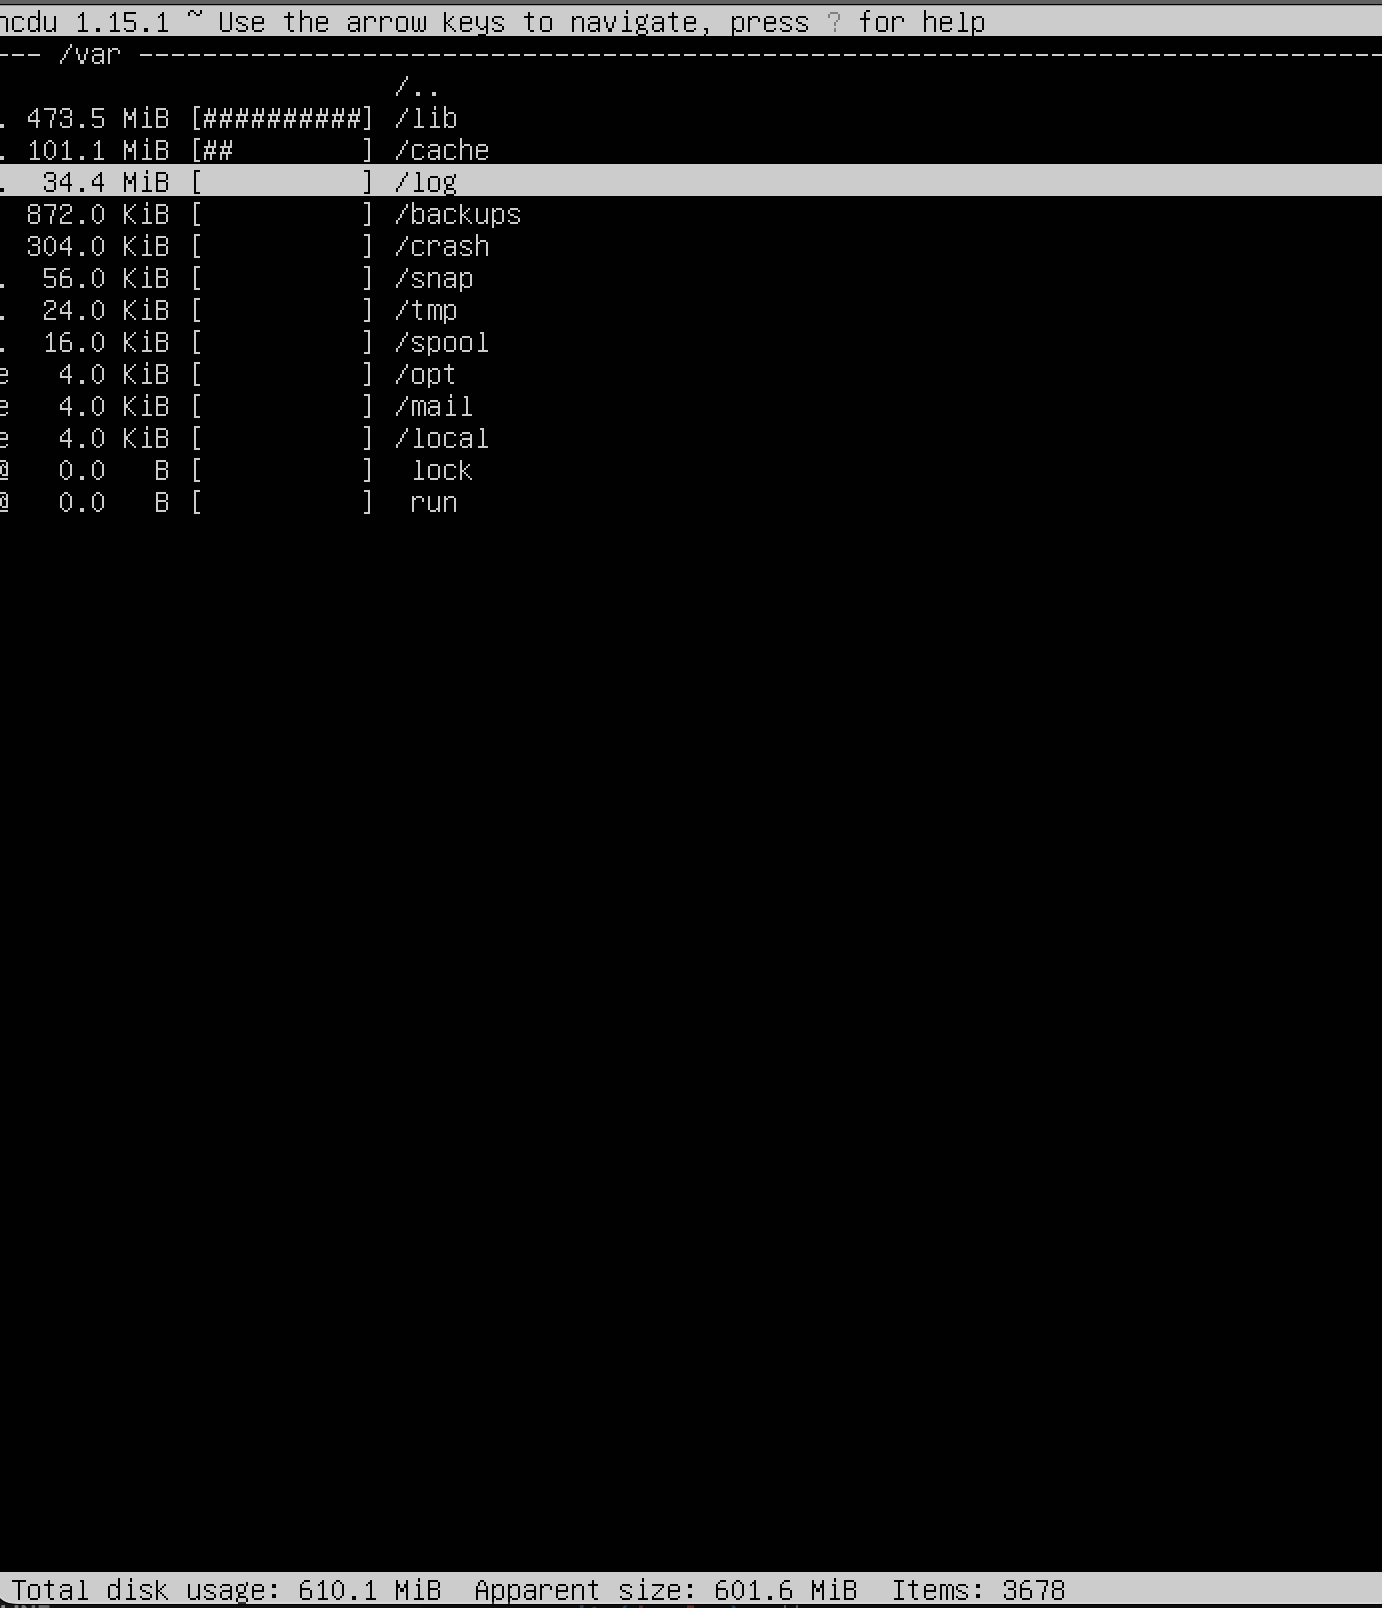 ncdu 1.15.1 ~ Use the arrow keys to navigate, press ? for help
--- /var ------------------------------------------------------------------------------
/..
. 473.5 MiB [##########] /lib
. 101.1 MiB [##        ] /cache
.  34.4 MiB [          ] /log
872.0 KiB [          ] /backups
304.0 KiB [          ] /crash
.  56.0 KiB [          ] /snap
.  24.0 KiB [          ] /tmp
.  16.0 KiB [          ] /spool
e   4.0 KiB [          ] /opt
e   4.0 KiB [          ] /mail
e   4.0 KiB [          ] /local
@   0.0   B [          ]  lock
@   0.0   B [          ]  run
Total disk usage: 610.1 MiB  Apparent size: 601.6 MiB  Items: 3678